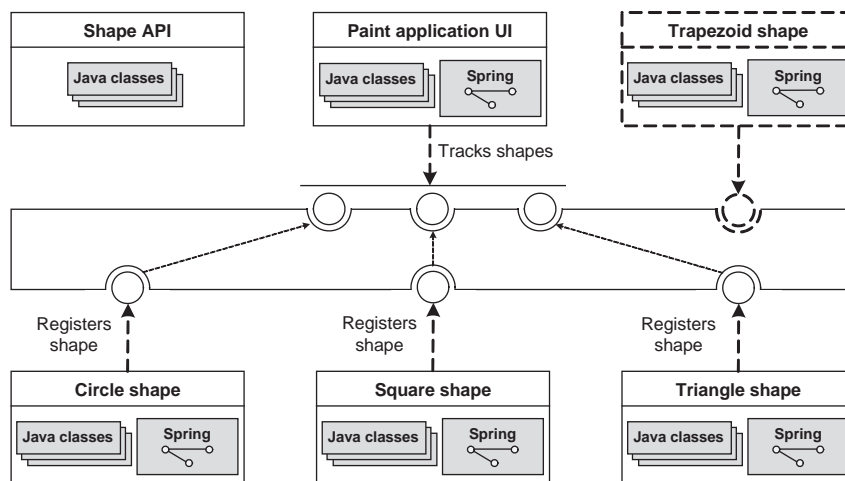 Shape API
Java classes
Paint application UI
Java classes
Spring
Trapezoid shape
Java classes
Spring
Tracks shapes
Registers
shape
Registers
shape
Registers
shape
Circle shape
Java classes
Spring
Square shape
Java classes
Spring
Triangle shape
Java classes
Spring